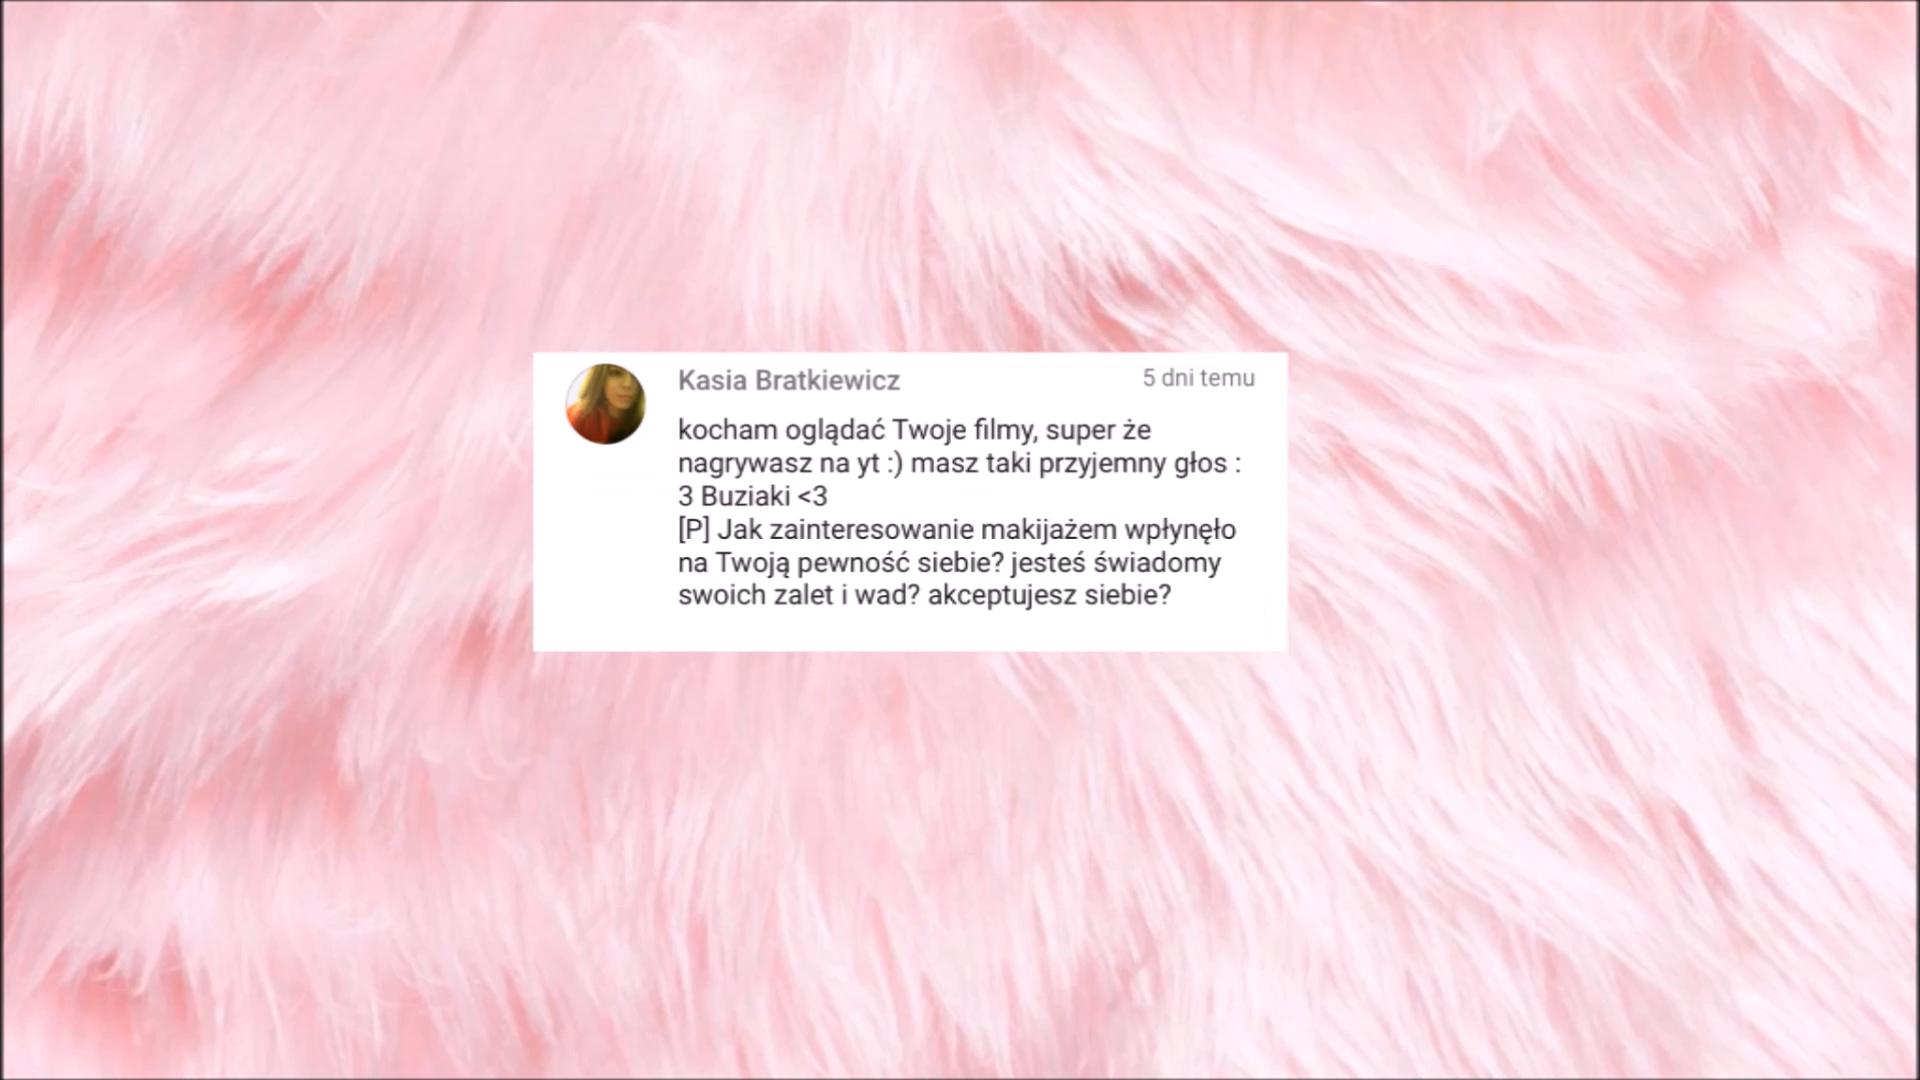 Kasia Bratkiewicz 5 dni temu
kocham oglądać Twoje filmy, super że
nagrywasz na yt :) masz taki przyjemny głos :
3 Buziaki <3
[P] Jak zainteresowanie makijażem wpłynęło
na Twoją pewność siebie? jesteś świadomy
swoich zalet i wad? akceptujesz siebie?